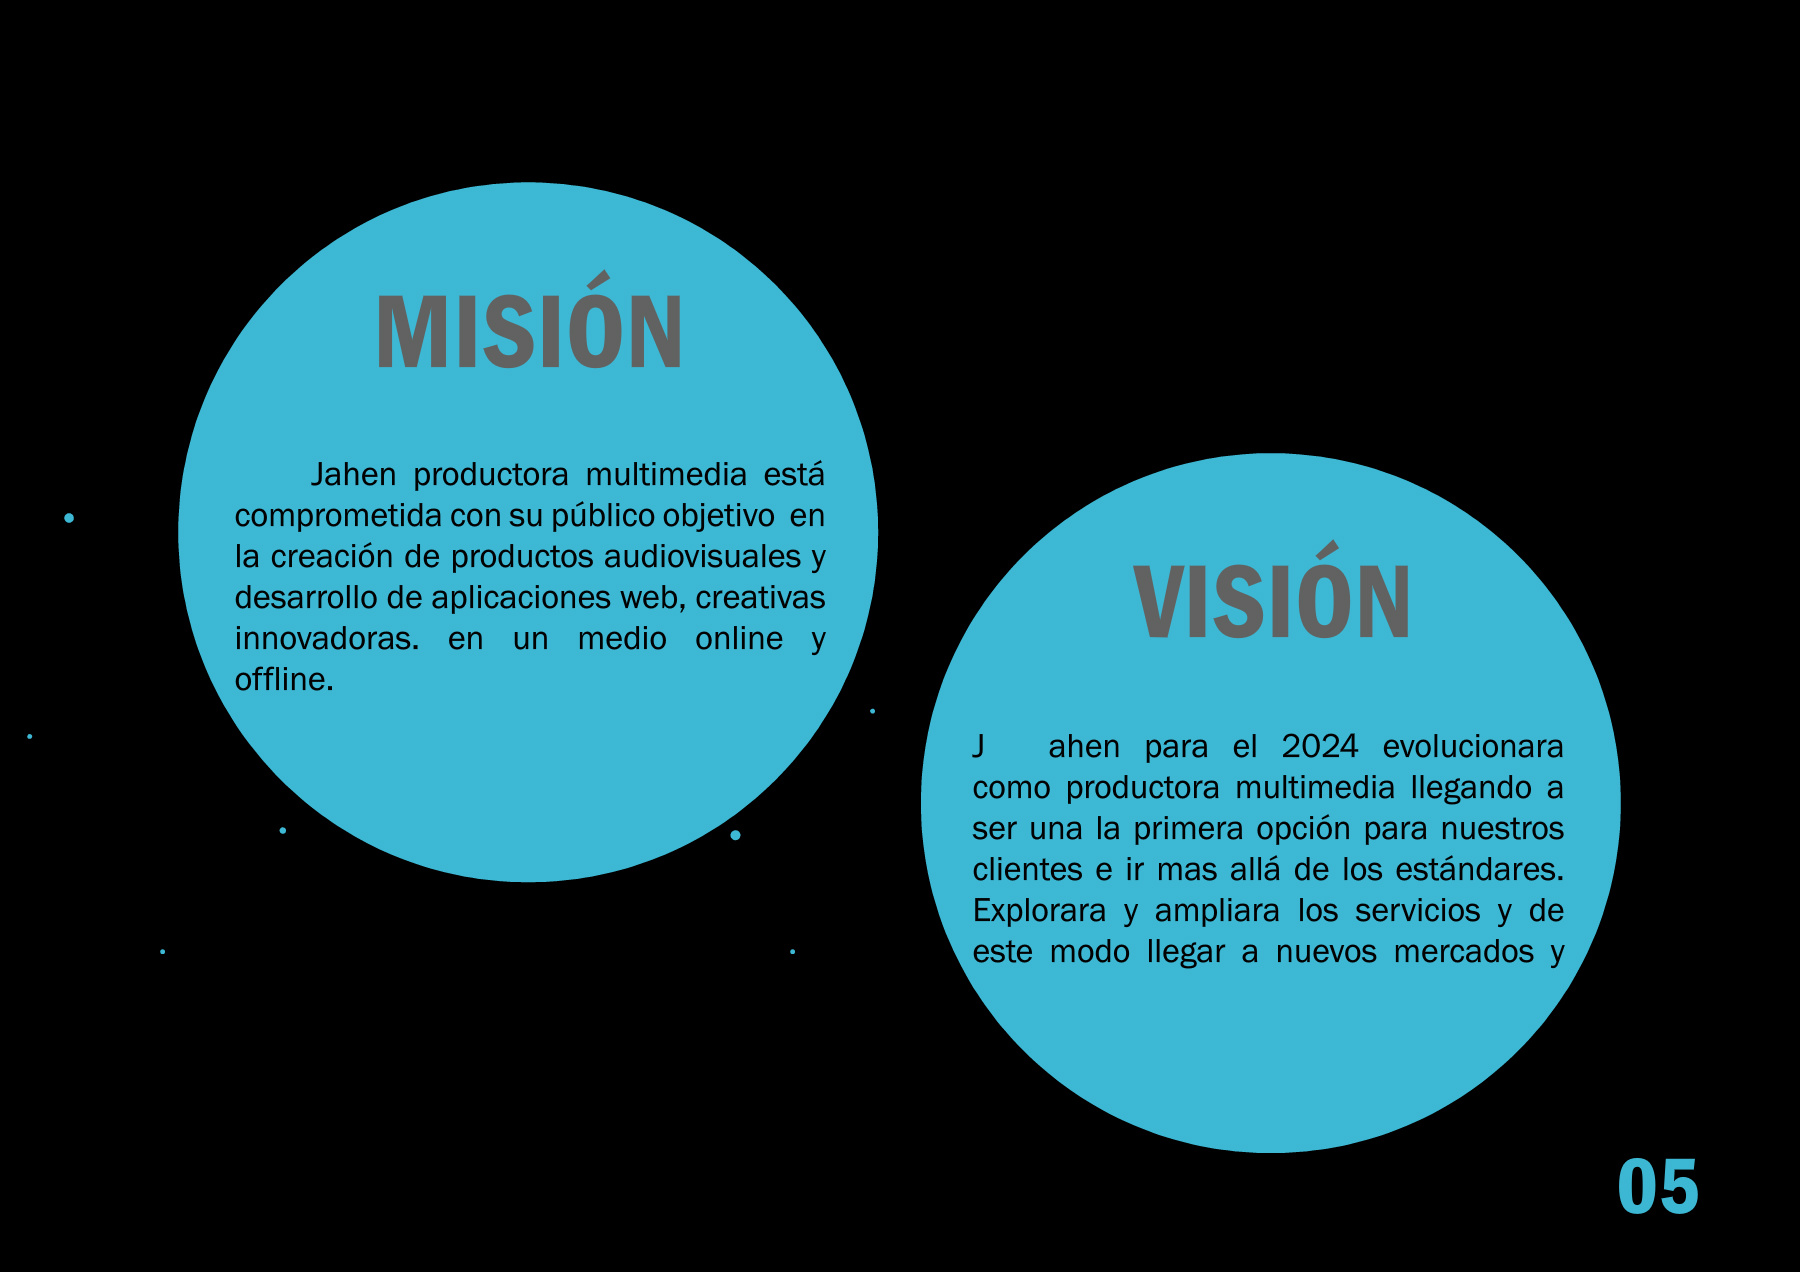 MISIÓN
Jahen productora multimedia está
comprometida con su público objetivo en
la creación de productos audiovisuales y
desarrollo de aplicaciones web, creativas
innovadoras. en un medio online y
offline.
VISIÓN
J ahen para el 2024 evolucionara
como productora multimedia llegando a
ser una la primera opción para nuestros
clientes e ir mas allá de los estándares.
Explorara y ampliara los servicios y de
este modo llegar a nuevos mercados y
05